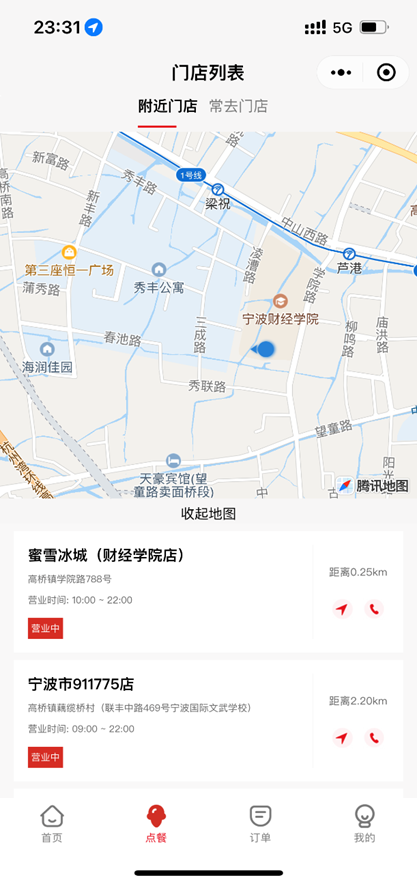 23:31
5G
门店列表
附近门店 常去门店
新富路
高桥南路
新丰路
秀丰路
1号线
梁祝
中山西路
芦港
第三座恒一广场
蒲秀路
秀丰公寓
凌漕路
学院路
宁波财经学院
三成路
春池路
柳鸣路
庙洪路
海润佳园
秀联路
望童路
天豪宾馆(望
童路卖面桥段)
阳光
腾讯地图
收起地图
蜜雪冰城（财经学院店）
高桥镇学院路788号
营业时间: 10:00 ~ 22:00
营业中
距离0.25km
宁波市911775店
高桥镇藕缆桥村（联丰中路469号宁波国际文武学校）
营业时间: 09:00 ~ 22:00
营业中
距离2.20km
首页
点餐
订单
我的